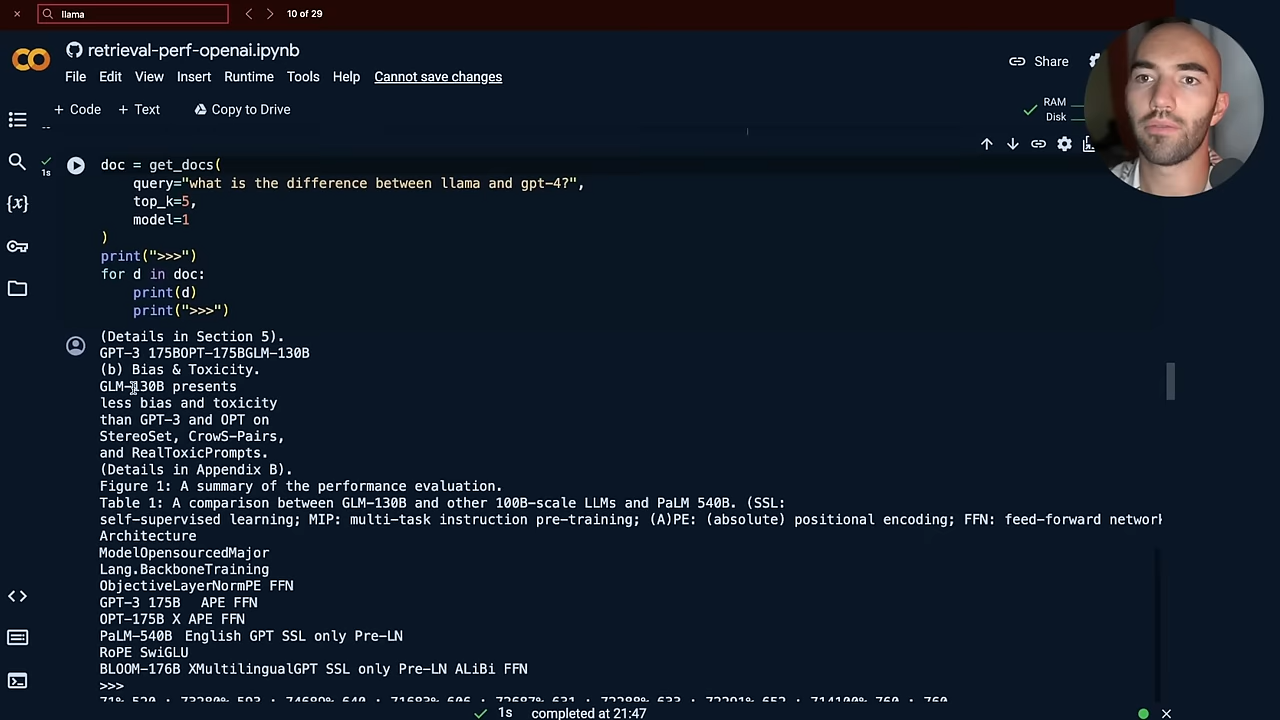 llama
10 of 29
retrieval-perf-openai.ipynb
Share
File Edit View Insert Runtime Tools Help Cannot save changes
+ Code + Text Copy to Drive
RAM
Disk
1s
doc = get_docs(
query="what is the difference between llama and gpt-4?",
top_k=5,
model=1
)
print(">>>")
for d in doc:
print(d)
print(">>>")
(Details in Section 5).
GPT-3 175BOPT-175BGLM-130B
(b) Bias & Toxicity.
GLM-130B presents
less bias and toxicity
than GPT-3 and OPT on
StereoSet, CrowS-Pairs,
and RealToxicPrompts.
(Details in Appendix B).
Figure 1: A summary of the performance evaluation.
Table 1: A comparison between GLM-130B and other 100B-scale LLMs and PaLM 540B. (SSL:
self-supervised learning; MIP: multi-task instruction pre-training; (A)PE: (absolute) positional encoding; FFN: feed-forward network
Architecture
ModelOpensourcedMajor
Lang.BackboneTraining
ObjectiveLayerNormPE FFN
GPT-3 175B APE FFN
OPT-175B X APE FFN
PaLM-540B English GPT SSL only Pre-LN
RoPE SwiGLU
BLOOM-176B XMultilingualGPT SSL only Pre-LN ALiBi FFN
>>>
1s completed at 21:47